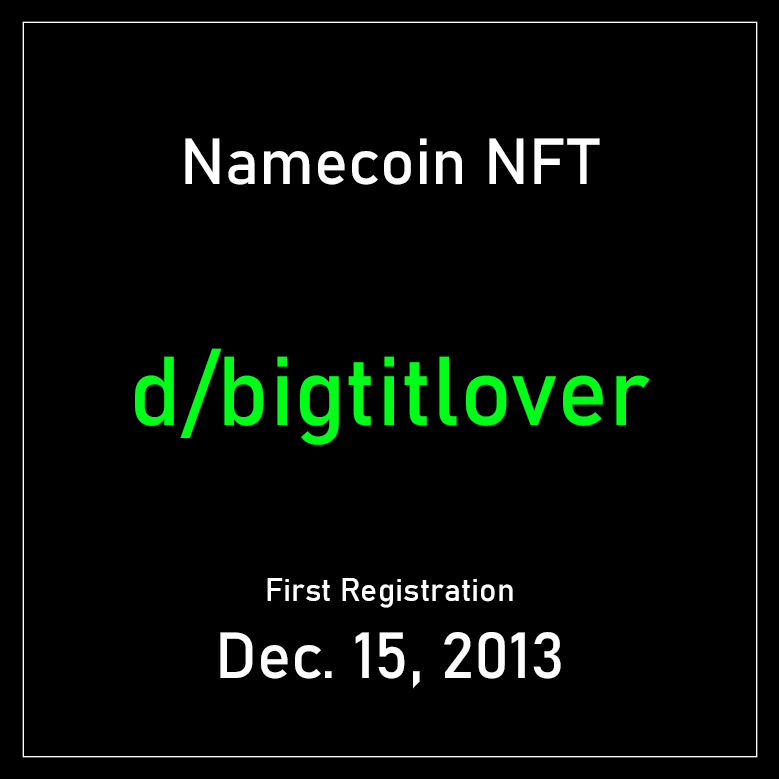 Namecoin NFT
d/bigtitlover
First Registration
Dec. 15, 2013